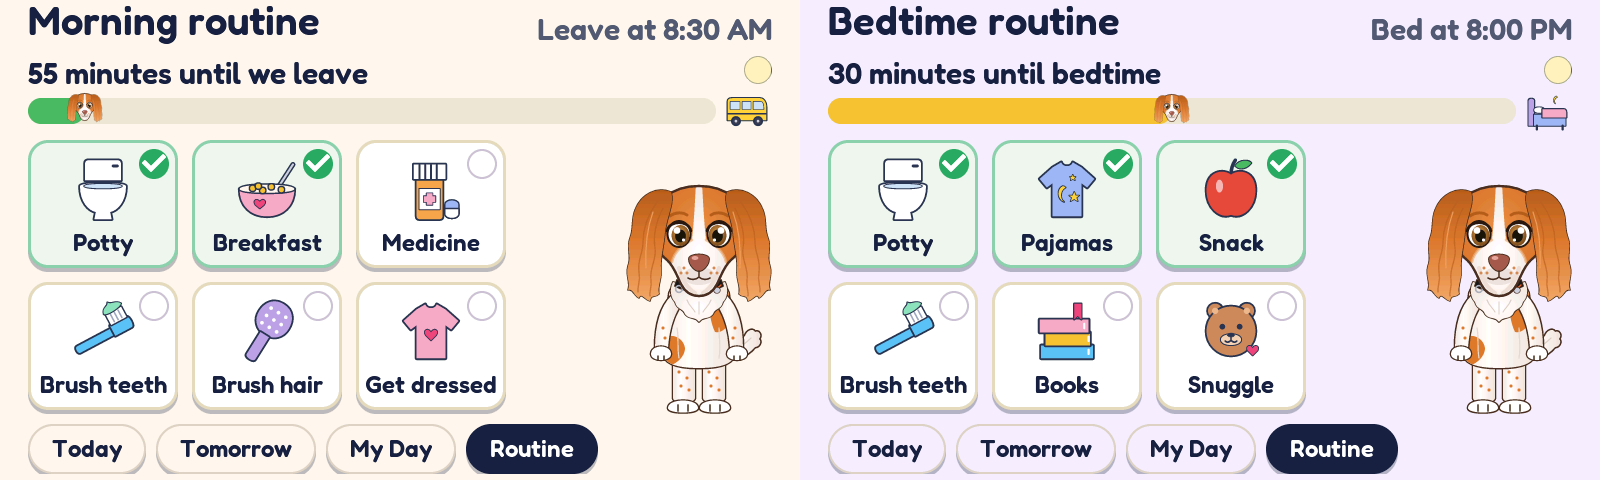 Morning routine
Leave at 8:30 AM
55 minutes until we leave
Potty
Breakfast
Medicine
Brush teeth
Brush hair
Get dressed
Today
Tomorrow
My Day
Routine
Bedtime routine
Bed at 8:00 PM
30 minutes until bedtime
Potty
Pajamas
Snack
Brush teeth
Books
Snuggle
Today
Tomorrow
My Day
Routine